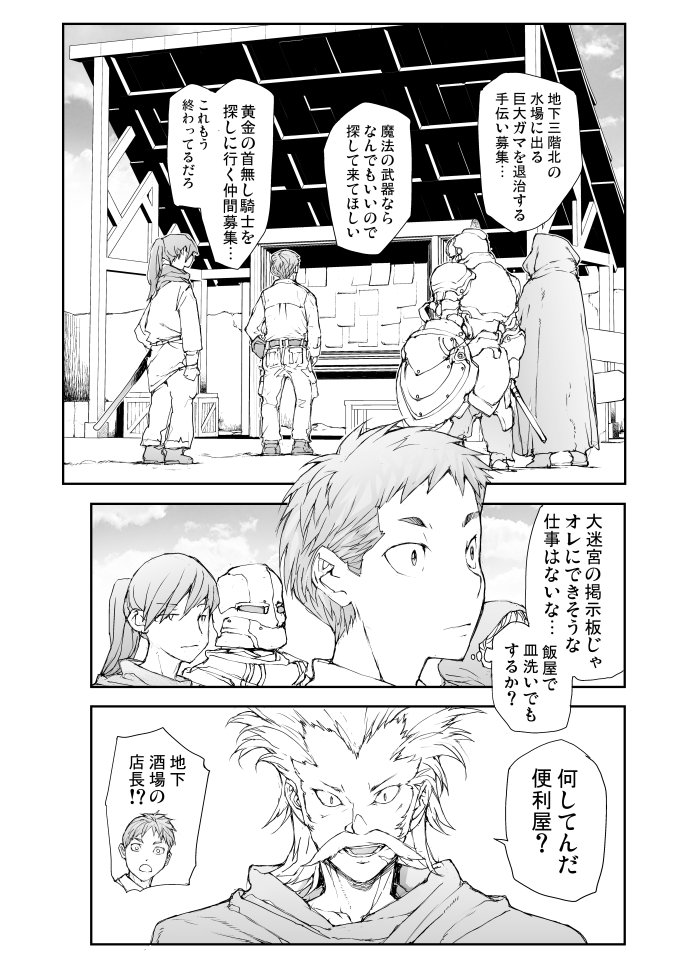 地下三階北の
水場に出る
巨大ガマを退治する
手伝い募集…
魔法の武器なら
なんでもいいので
探して来てほしい
黄金の首無し騎士を
探しに行く仲間募集…
これもう
終わってるだろ
大迷宮の掲示板じゃ
オレにできそうな
仕事はないな…
飯屋で
皿洗いでも
するか？
何してんだ
便利屋？
地下
酒場の
店長!?